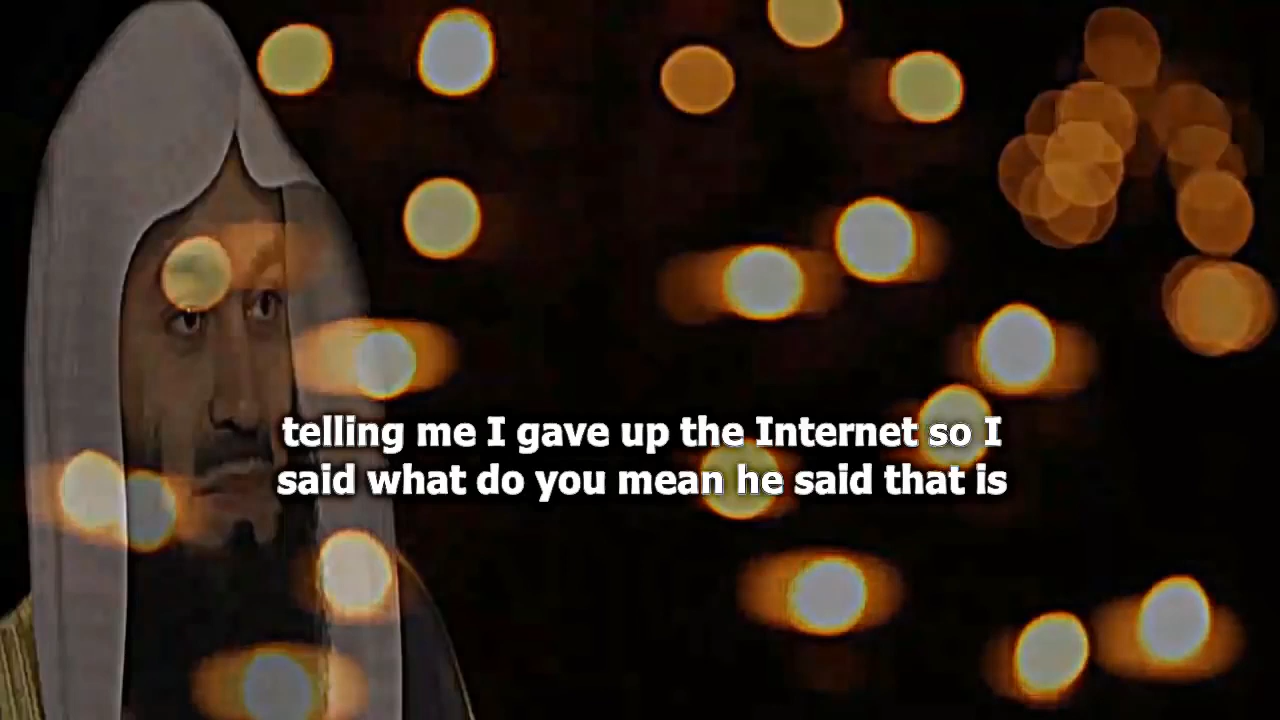 telling me I gave up the Internet so I
said what do you mean he said that is